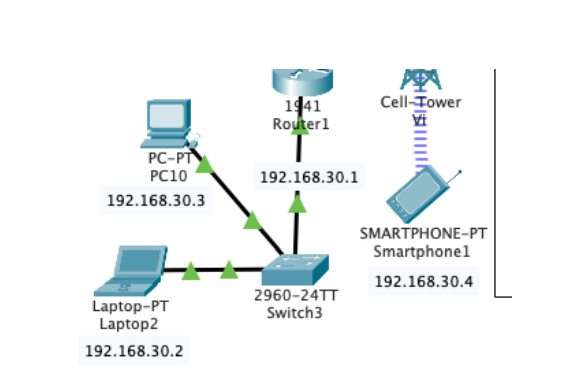 1941
Router1
Cell-Tower
Vi
PC-PT
PC10
192.168.30.3
192.168.30.1
SMARTPHONE-PT
Smartphone1
192.168.30.4
Laptop-PT
Laptop2
192.168.30.2
2960-24TT
Switch3